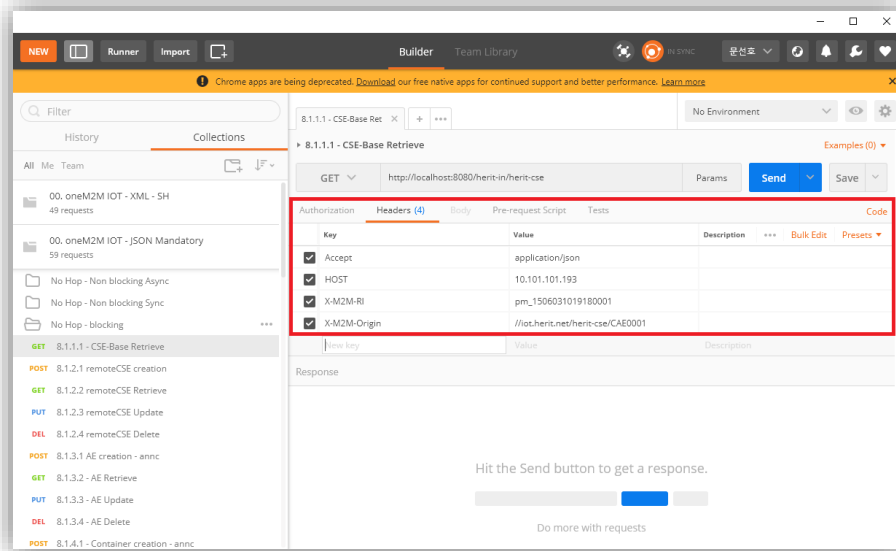 NEW Runner Import Builder Team Library IN SYNC 문선호
Chrome apps are being deprecated. Download our free native apps for continued support and better performance. Learn more
Filter
History Collections
All Me Team
00. oneM2M IOT - XML - SH
49 requests
00. oneM2M IOT - JSON Mandatory
59 requests
No Hop - Non blocking Async
No Hop - Non blocking Sync
No Hop - blocking
GET 8.1.1.1 - CSE-Base Retrieve
POST 8.1.2.1 remoteCSE creation
GET 8.1.2.2 remoteCSE Retrieve
PUT 8.1.2.3 remoteCSE Update
DEL 8.1.2.4 remoteCSE Delete
POST 8.1.3.1 AE creation - annc
GET 8.1.3.2 - AE Retrieve
PUT 8.1.3.3 - AE Update
DEL 8.1.3.4 - AE Delete
POST 8.1.4.1 - Container creation - annc
8.1.1.1 - CSE-Base Ret
No Environment
8.1.1.1 - CSE-Base Retrieve
Examples (0)
GET http://localhost:8080/herit-in/herit-cse Params Send Save
Authorization Headers (4) Body Pre-request Script Tests Code
Key Value Description Bulk Edit Presets
Accept application/json
HOST 10.101.101.193
X-M2M-RI pm_1506031019180001
X-M2M-Origin //iot.herit.net/herit-cse/CAE0001
New key Value Description
Response
Hit the Send button to get a response.
Do more with requests